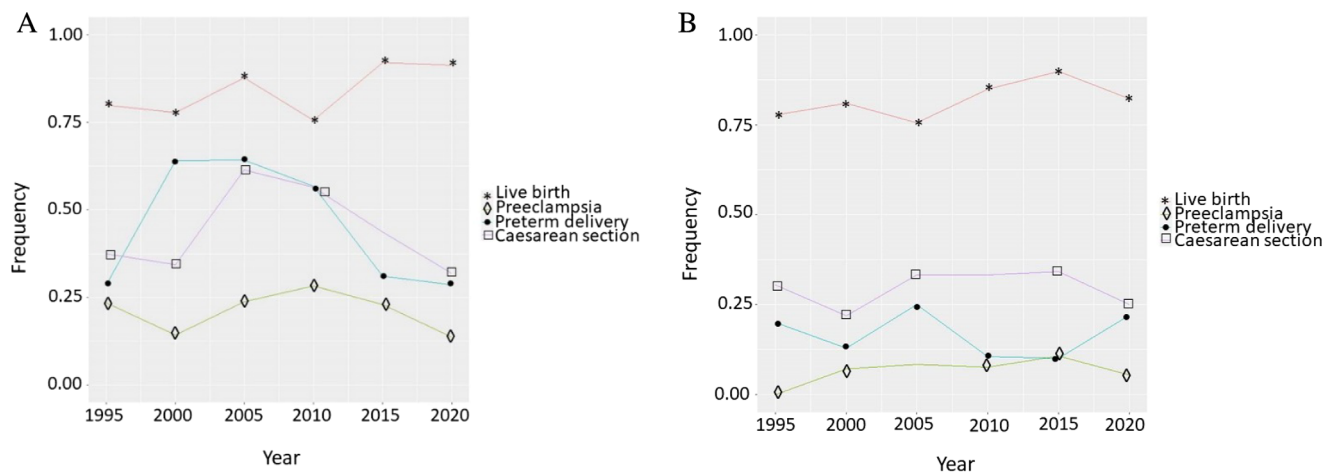 A
1.00
0.75
0.50
0.25
0.00
Frequency
1995 2000 2005 2010 2015 2020
Year
Live birth
Preeclampsia
Preterm delivery
Caesarean section
B
1.00
0.75
0.50
0.25
0.00
Frequency
1995 2000 2005 2010 2015 2020
Year
Live birth
Preeclampsia
Preterm delivery
Caesarean section